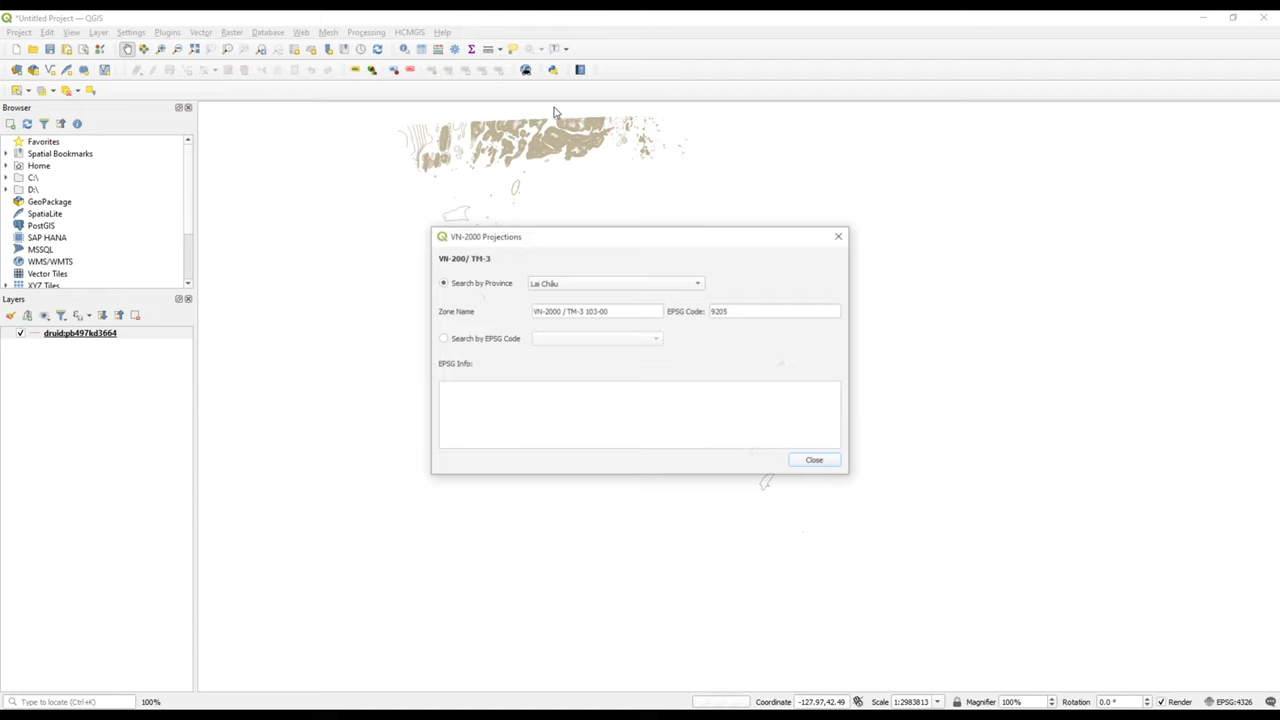 *Untitled Project — QGIS
Project Edit View Layer Settings Plugins Vector Raster Database Web Mesh Processing HCMGIS Help
Browser
Favorites
Spatial Bookmarks
Home
C:\
D:\
GeoPackage
SpatiaLite
PostGIS
SAP HANA
MSSQL
WMS/WMTS
Vector Tiles
XYZ Tiles
Layers
druid:pb497kd3664
VN-2000 Projections
VN-200/ TM-3
Search by Province Lai Châu
Zone Name VN-2000 / TM-3 103-00 EPSG Code: 9205
Search by EPSG Code
EPSG Info:
Close
Type to locate (Ctrl+K) 100% Coordinate -127.97,42.49 Scale 1:2983813 Magnifier 100% Rotation 0.0 ° Render EPSG:4326